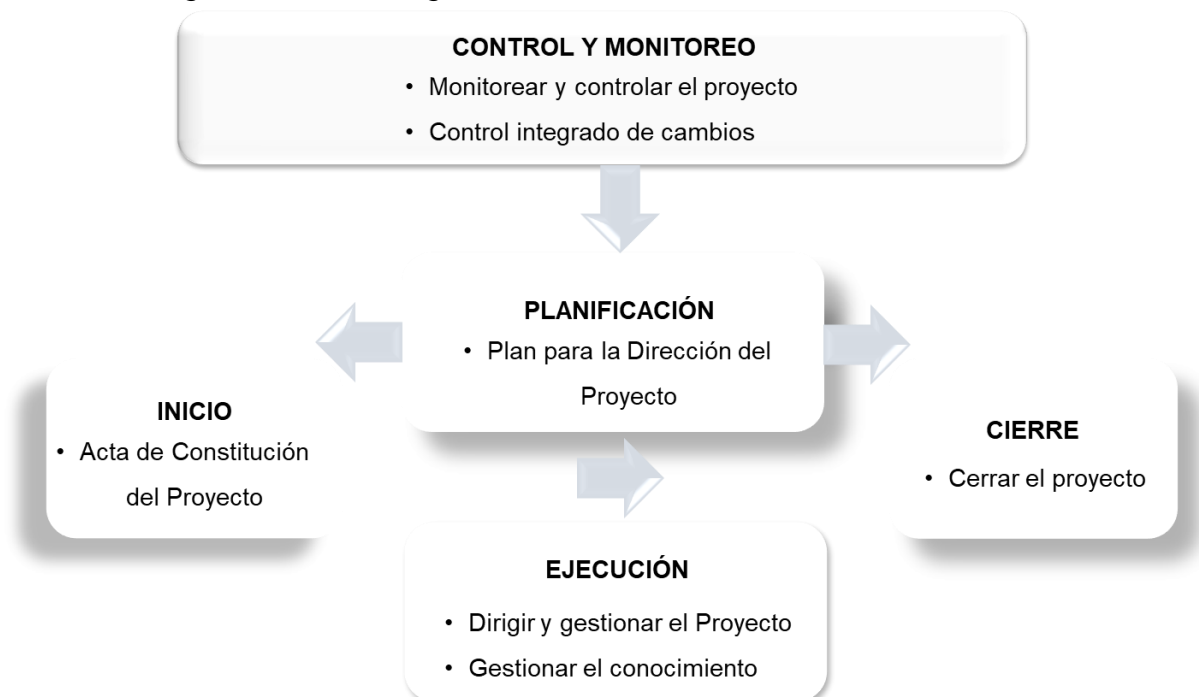 CONTROL Y MONITOREO
• Monitorear y controlar el proyecto
• Control integrado de cambios
PLANIFICACIÓN
• Plan para la Dirección del
Proyecto
INICIO
• Acta de Constitución
del Proyecto
CIERRE
• Cerrar el proyecto
EJECUCIÓN
• Dirigir y gestionar el Proyecto
• Gestionar el conocimiento